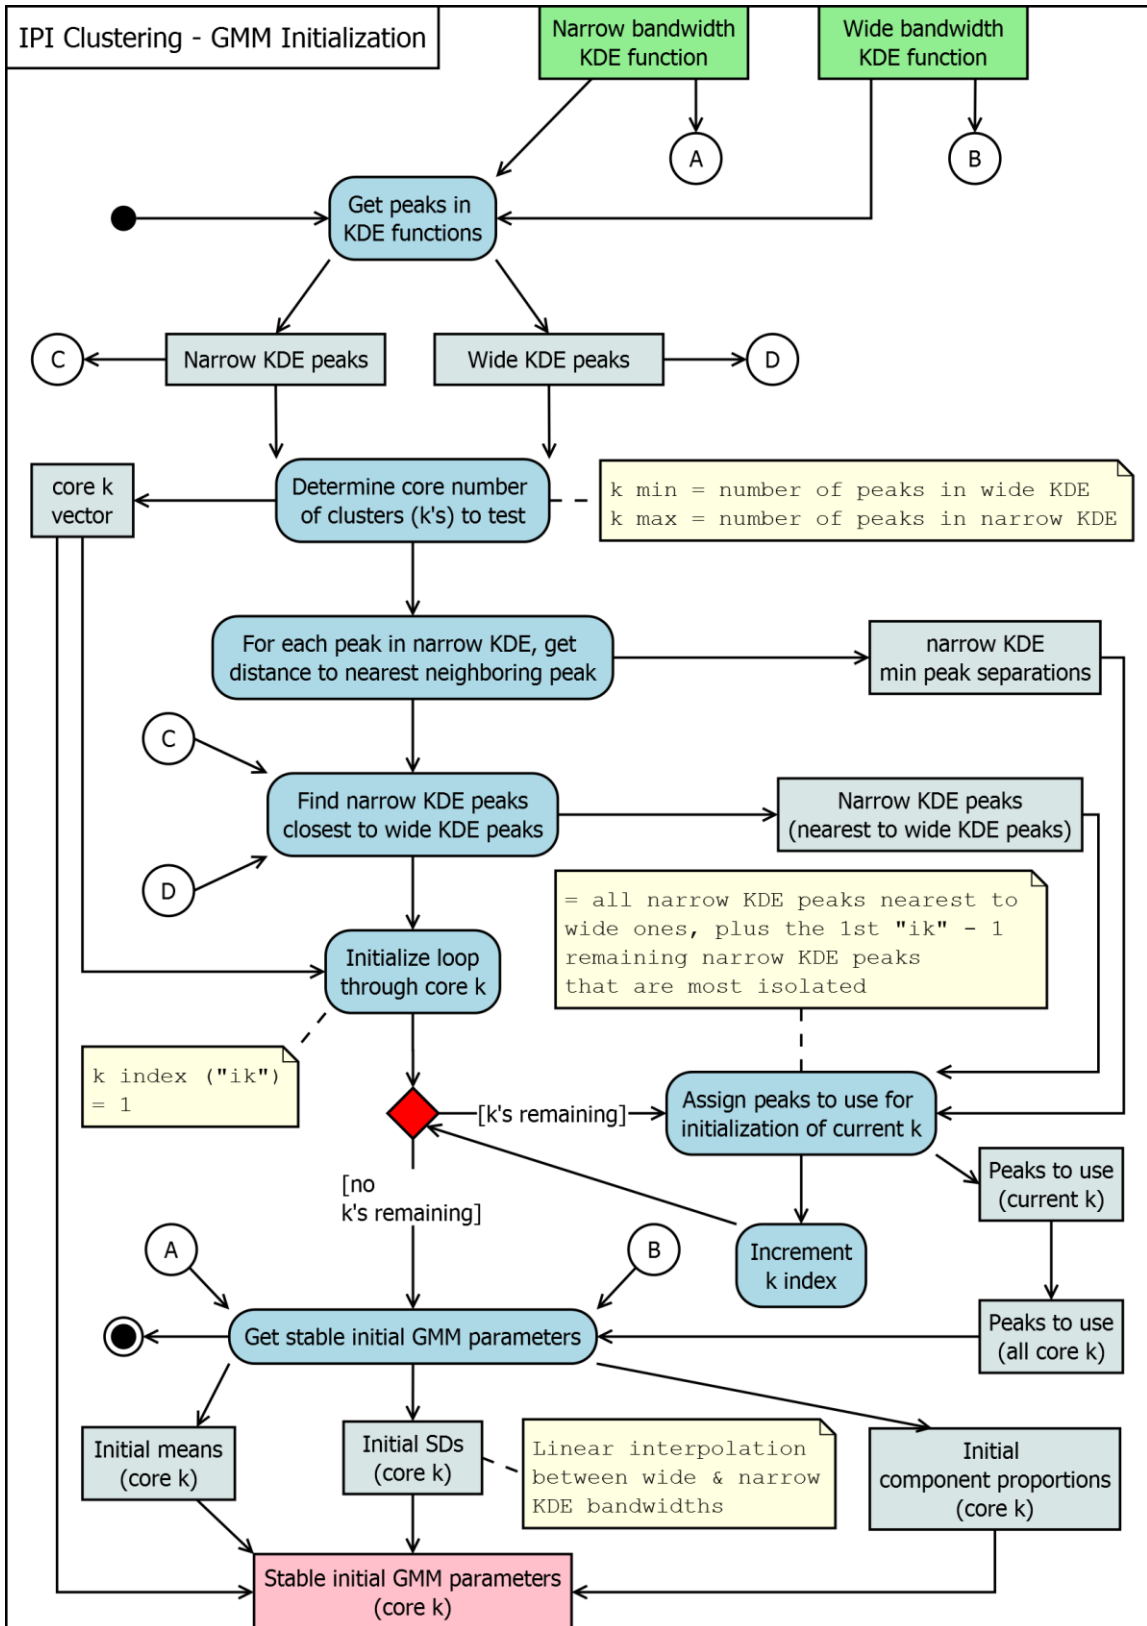 IPI Clustering - GMM Initialization
Narrow bandwidth
KDE function
Wide bandwidth
KDE function
A
B
Get peaks in
KDE functions
C
Narrow KDE peaks
Wide KDE peaks
D
core k
vector
Determine core number
of clusters (k's) to test
k min = number of peaks in wide KDE
k max = number of peaks in narrow KDE
For each peak in narrow KDE, get
distance to nearest neighboring peak
narrow KDE
min peak separations
C
Find narrow KDE peaks
closest to wide KDE peaks
Narrow KDE peaks
(nearest to wide KDE peaks)
D
= all narrow KDE peaks nearest to
wide ones, plus the 1st "ik" - 1
remaining narrow KDE peaks
that are most isolated
Initialize loop
through core k
k index ("ik")
= 1
[k's remaining]
Assign peaks to use for
initialization of current k
Peaks to use
(current k)
[no
k's remaining]
A
B
Increment
k index
Get stable initial GMM parameters
Peaks to use
(all core k)
Initial means
(core k)
Initial SDs
(core k)
Linear interpolation
between wide & narrow
KDE bandwidths
Initial
component proportions
(core k)
Stable initial GMM parameters
(core k)